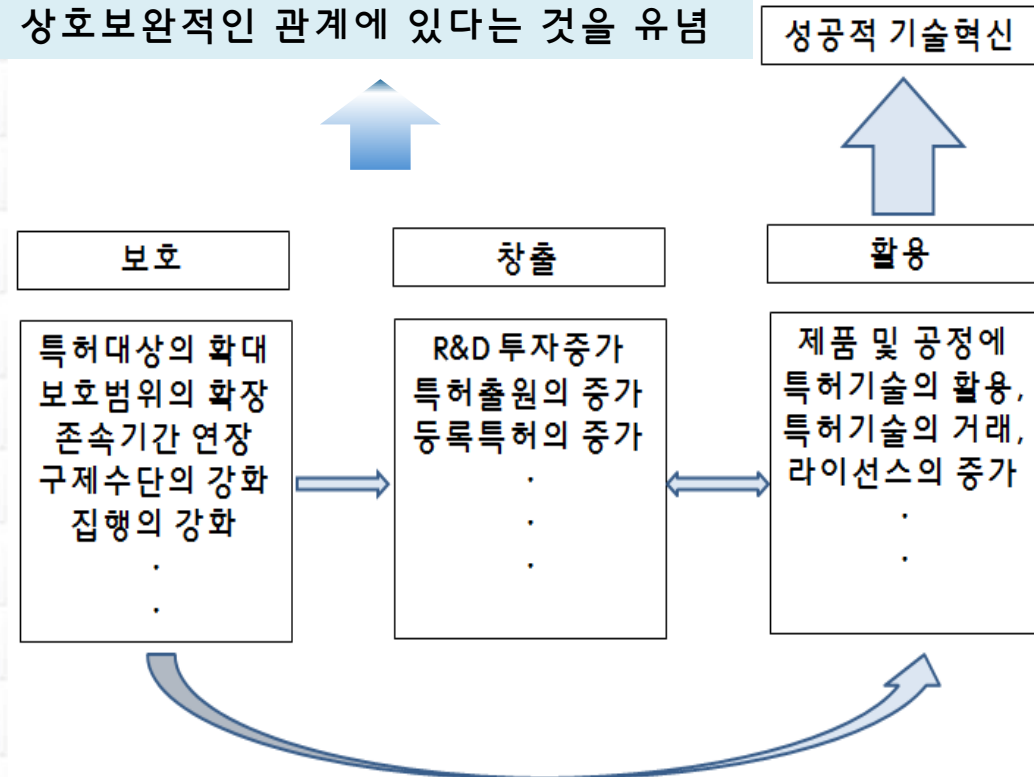 상호보완적인 관계에 있다는 것을 유념
성공적 기술혁신
보호
창출
활용
특허대상의 확대
보호범위의 확장
존속기간 연장
구제수단의 강화
집행의 강화
.
.
R&D 투자증가
특허출원의 증가
등록특허의 증가
.
.
.
제품 및 공정에
특허기술의 활용,
특허기술의 거래,
라이선스의 증가
.
.